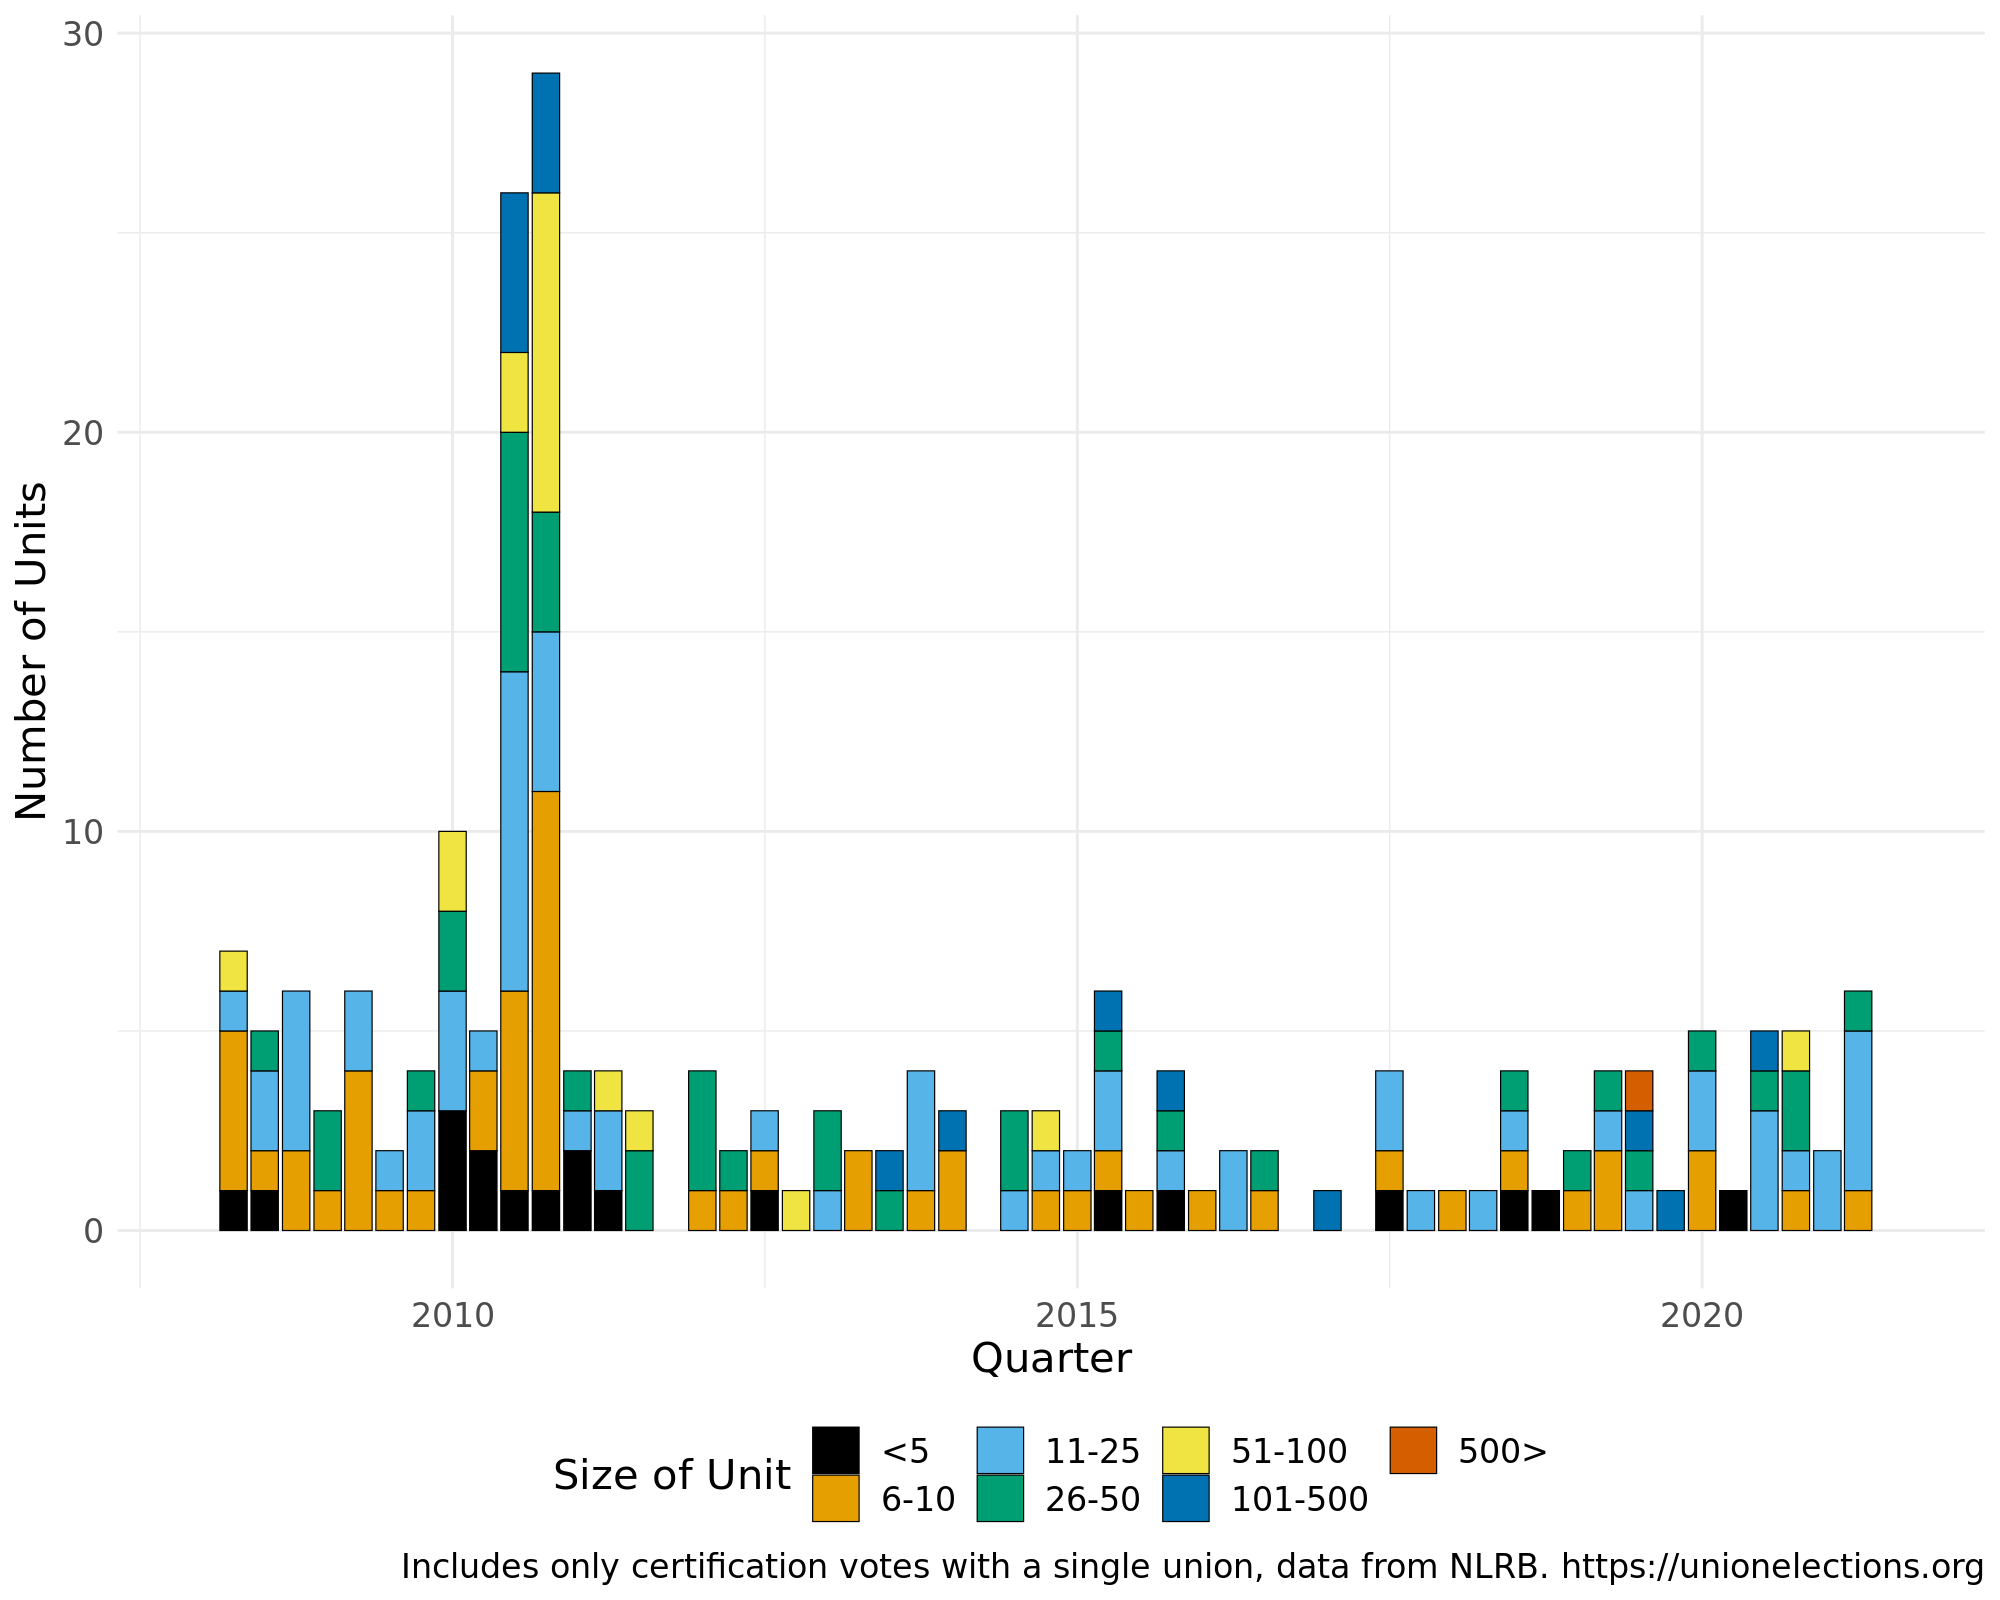 30
20
10
0
Number of Units
2010 2015 2020
Quarter
Size of Unit
<5 11-25 51-100 500>
6-10 26-50 101-500
Includes only certification votes with a single union, data from NLRB. https://unionelections.org